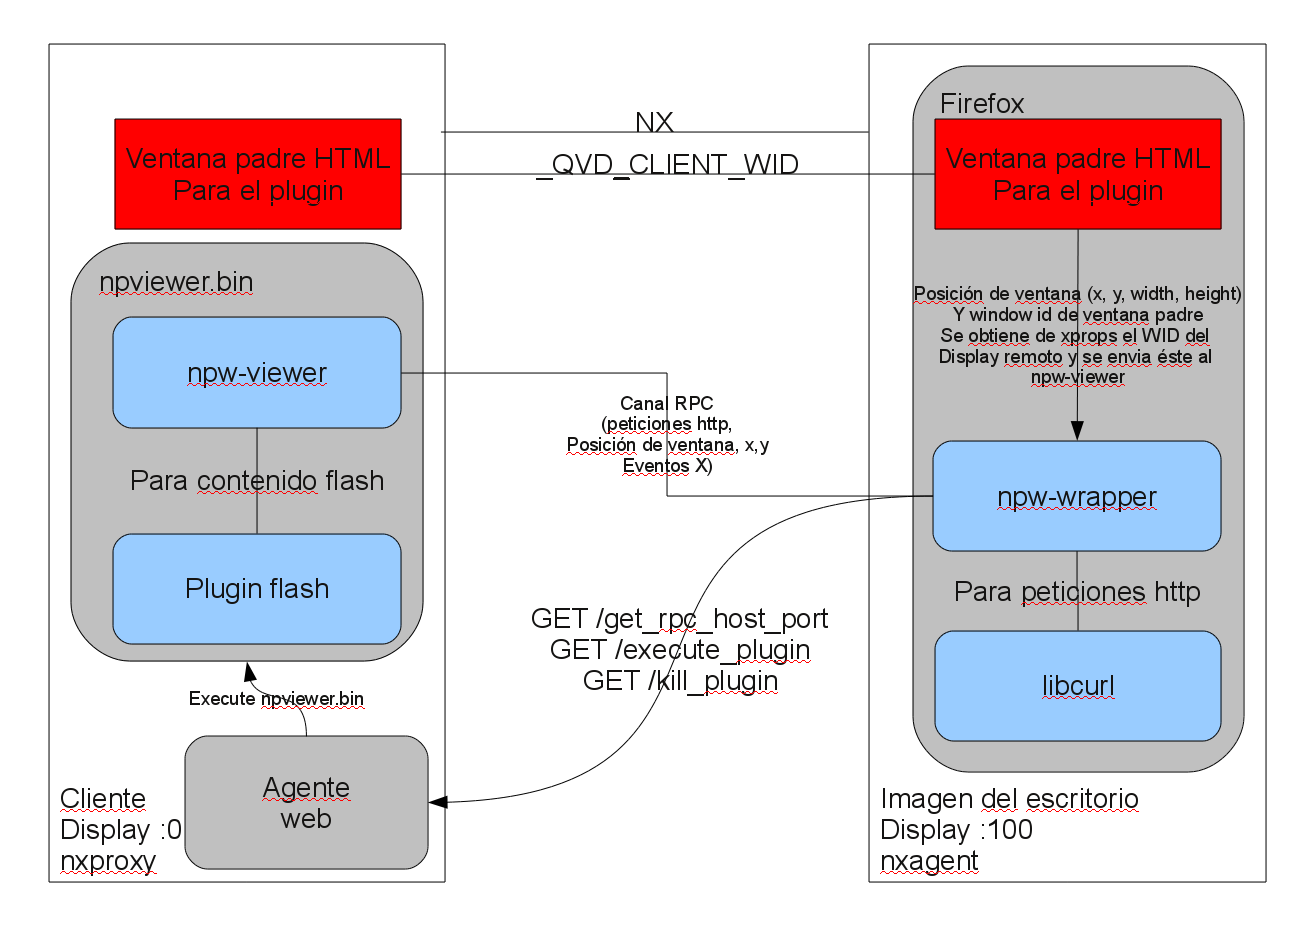 NX
_QVD_CLIENT_WID
Ventana padre HTML
Para el plugin
npviewer.bin
npw-viewer
Para contenido flash
Plugin flash
Execute npviewer.bin
Agente
web
Cliente
Display :0
nxproxy
Canal RPC
(peticiones http,
Posición de ventana, x,y
Eventos X)
GET /get_rpc_host_port
GET /execute_plugin
GET /kill_plugin
Firefox
Ventana padre HTML
Para el plugin
Posición de ventana (x, y, width, height)
Y window id de ventana padre
Se obtiene de xprops el WID del
Display remoto y se envia éste al
npw-viewer
npw-wrapper
Para peticiones http
libcurl
Imagen del escritorio
Display :100
nxagent